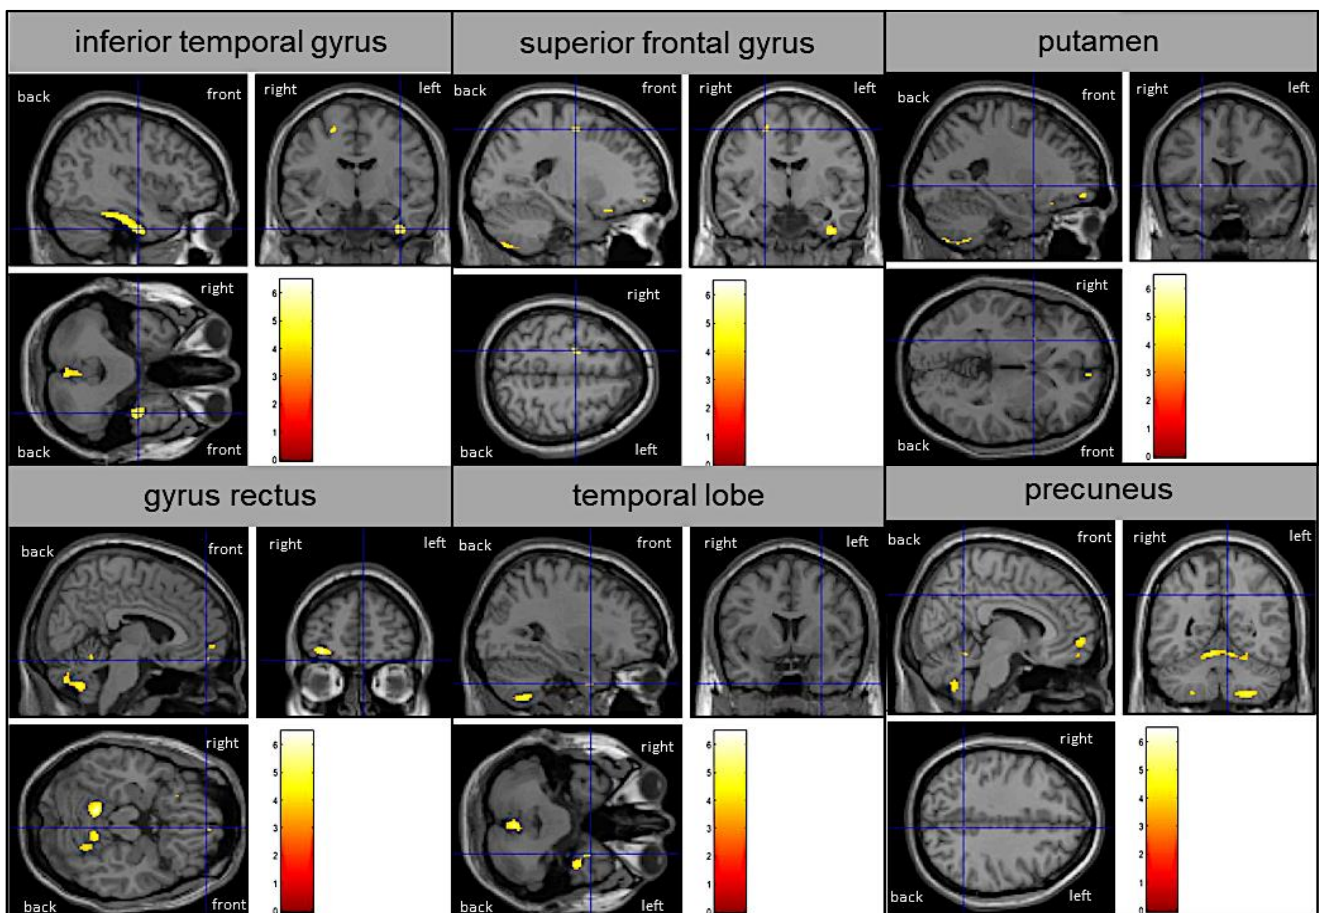 inferior temporal gyrus
superior frontal gyrus
putamen
back front
right left
back front
right left
back front
right left
right
back front
6
5
4
3
2
1
0
right
left
6
5
4
3
2
1
0
right
back front
6
5
4
3
2
1
0
gyrus rectus
temporal lobe
precuneus
back front
right left
back front
right left
back front
right left
right
back front
6
5
4
3
2
1
0
right
back left
6
5
4
3
2
1
0
right
back left
6
5
4
3
2
1
0